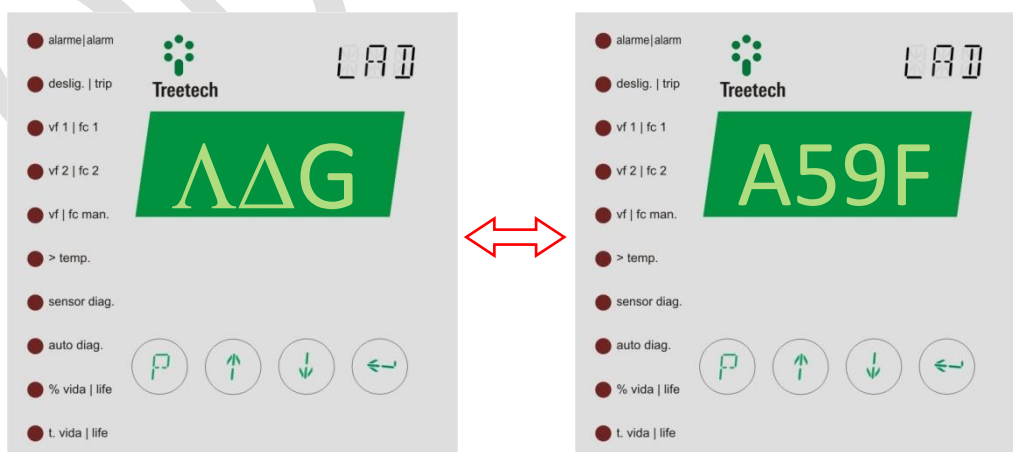 alarme|alarm
deslig. | trip
vf 1 | fc 1
vf 2 | fc 2
vf | fc man.
> temp.
sensor diag.
auto diag.
% vida | life
t. vida | life
Treetech
LAD
ΛΔG
P
alarme|alarm
deslig. | trip
vf 1 | fc 1
vf 2 | fc 2
vf | fc man.
> temp.
sensor diag.
auto diag.
% vida | life
t. vida | life
Treetech
LAD
A59F
P